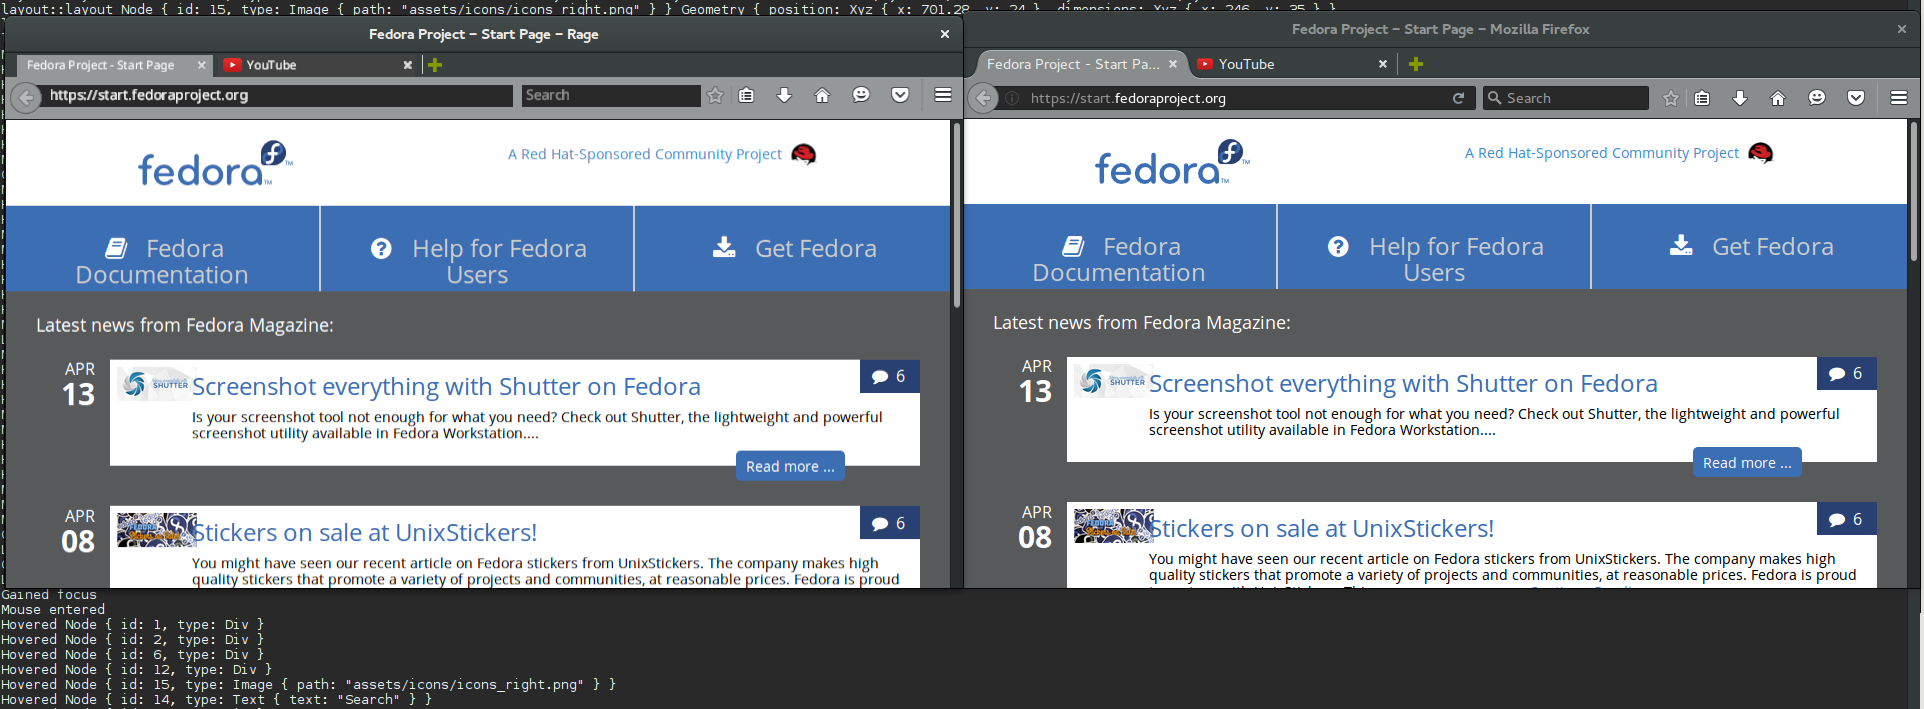 layout::layout Node { id: 15, type: Image { path: "assets/icons/icons_right.png" } } Geometry { position: Xyz { x: 701.28, y: 24 }, dimensions: Xyz { x: 246, y: 35 } }
Fedora Project – Start Page – Rage
Fedora Project - Start Page
YouTube
https://start.fedoraproject.org
Search
fedora™
A Red Hat-Sponsored Community Project
Fedora
Documentation
Help for Fedora
Users
Get Fedora
Latest news from Fedora Magazine:
APR
13
SHUTTER
Screenshot everything with Shutter on Fedora
6
Is your screenshot tool not enough for what you need? Check out Shutter, the lightweight and powerful
screenshot utility available in Fedora Workstation....
Read more ...
APR
08
FEDORA
Stickers on sale at UnixStickers!
6
You might have seen our recent article on Fedora stickers from UnixStickers. The company makes high
quality stickers that promote a variety of projects and communities, at reasonable prices. Fedora is proud
Fedora Project – Start Page – Mozilla Firefox
Fedora Project - Start Pa...
YouTube
https://start.fedoraproject.org
Search
fedora™
A Red Hat-Sponsored Community Project
Fedora
Documentation
Help for Fedora
Users
Get Fedora
Latest news from Fedora Magazine:
APR
13
SHUTTER
Screenshot everything with Shutter on Fedora
6
Is your screenshot tool not enough for what you need? Check out Shutter, the lightweight and powerful
screenshot utility available in Fedora Workstation....
Read more ...
APR
08
FEDORA
Stickers on sale at UnixStickers!
6
You might have seen our recent article on Fedora stickers from UnixStickers. The company makes high
quality stickers that promote a variety of projects and communities, at reasonable prices. Fedora is proud
Gained focus
Mouse entered
Hovered Node { id: 1, type: Div }
Hovered Node { id: 2, type: Div }
Hovered Node { id: 6, type: Div }
Hovered Node { id: 12, type: Div }
Hovered Node { id: 15, type: Image { path: "assets/icons/icons_right.png" } }
Hovered Node { id: 14, type: Text { text: "Search" } }